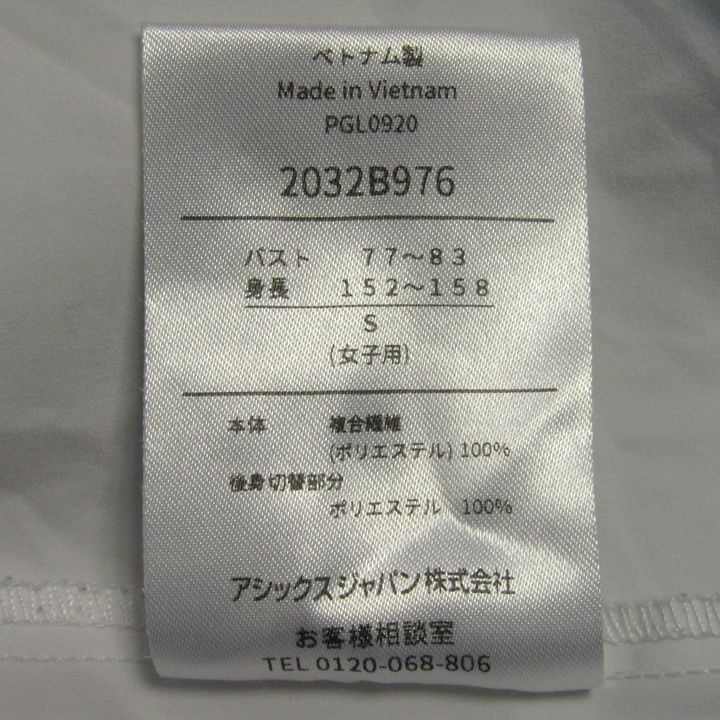 ベトナム製
Made in Vietnam
PGL0920
2032B976
バスト 77〜83
身長 152〜158
S
(女子用)
本体 複合繊維
(ポリエステル) 100%
後身切替部分
ポリエステル 100%
アシックスジャパン株式会社
お客様相談室
TEL 0120-068-806